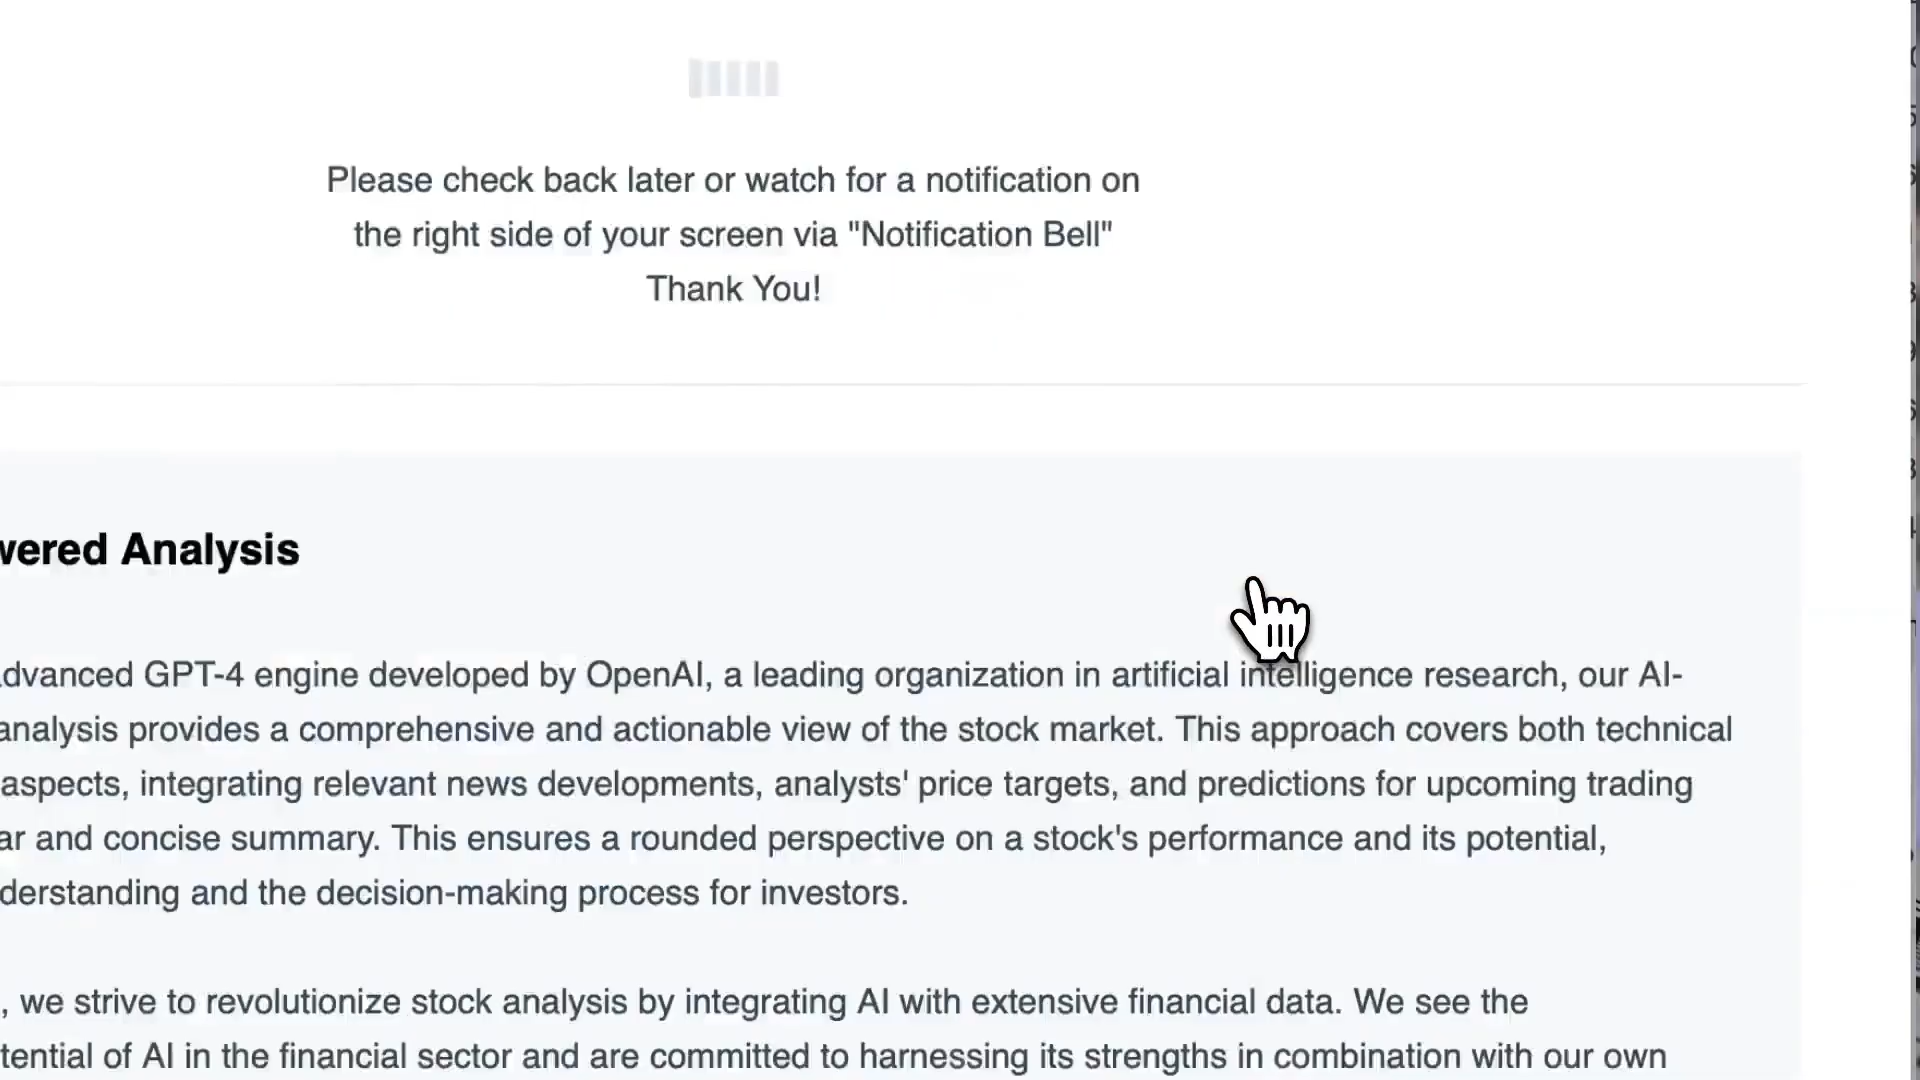 Please check back later or watch for a notification on
the right side of your screen via "Notification Bell"
Thank You!
wered Analysis
dvanced GPT-4 engine developed by OpenAI, a leading organization in artificial intelligence research, our AI-
analysis provides a comprehensive and actionable view of the stock market. This approach covers both technical
aspects, integrating relevant news developments, analysts' price targets, and predictions for upcoming trading
ar and concise summary. This ensures a rounded perspective on a stock's performance and its potential,
derstanding and the decision-making process for investors.
, we strive to revolutionize stock analysis by integrating AI with extensive financial data. We see the
tential of AI in the financial sector and are committed to harnessing its strengths in combination with our own